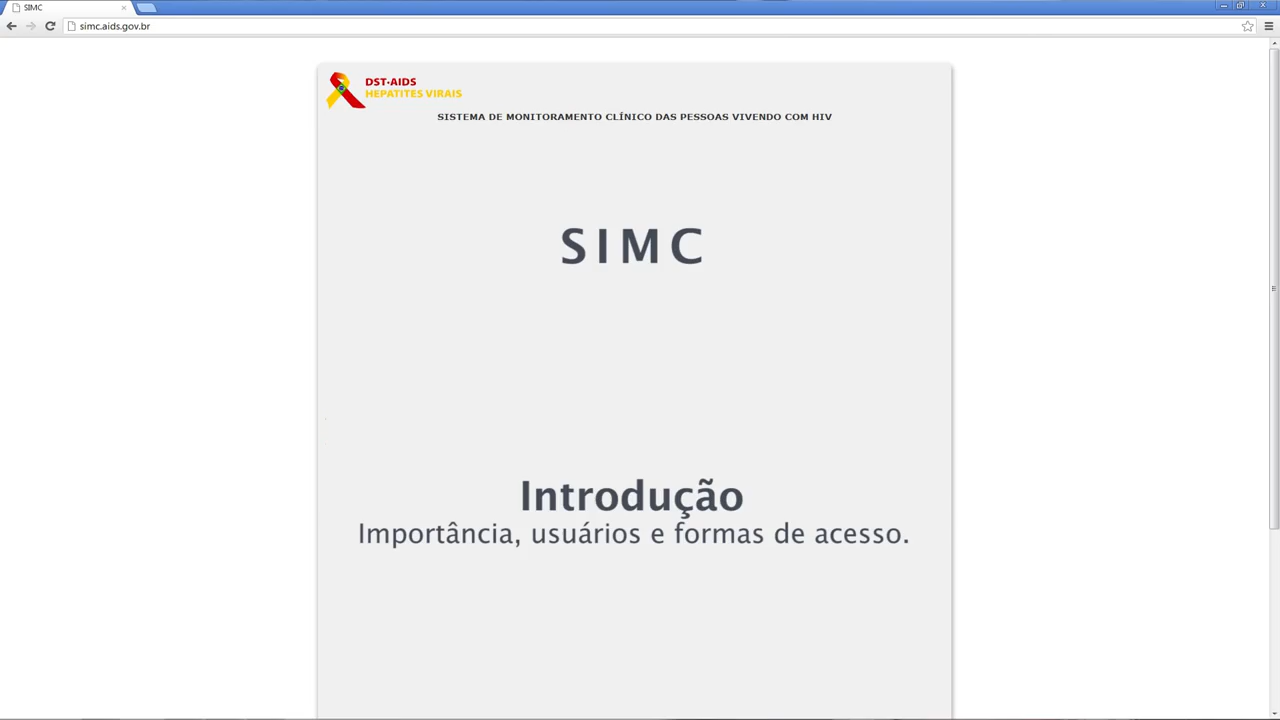 SIMC
simc.aids.gov.br
DST·AIDS
HEPATITES VIRAIS
SISTEMA DE MONITORAMENTO CLÍNICO DAS PESSOAS VIVENDO COM HIV
SIMC
Introdução
Importância, usuários e formas de acesso.